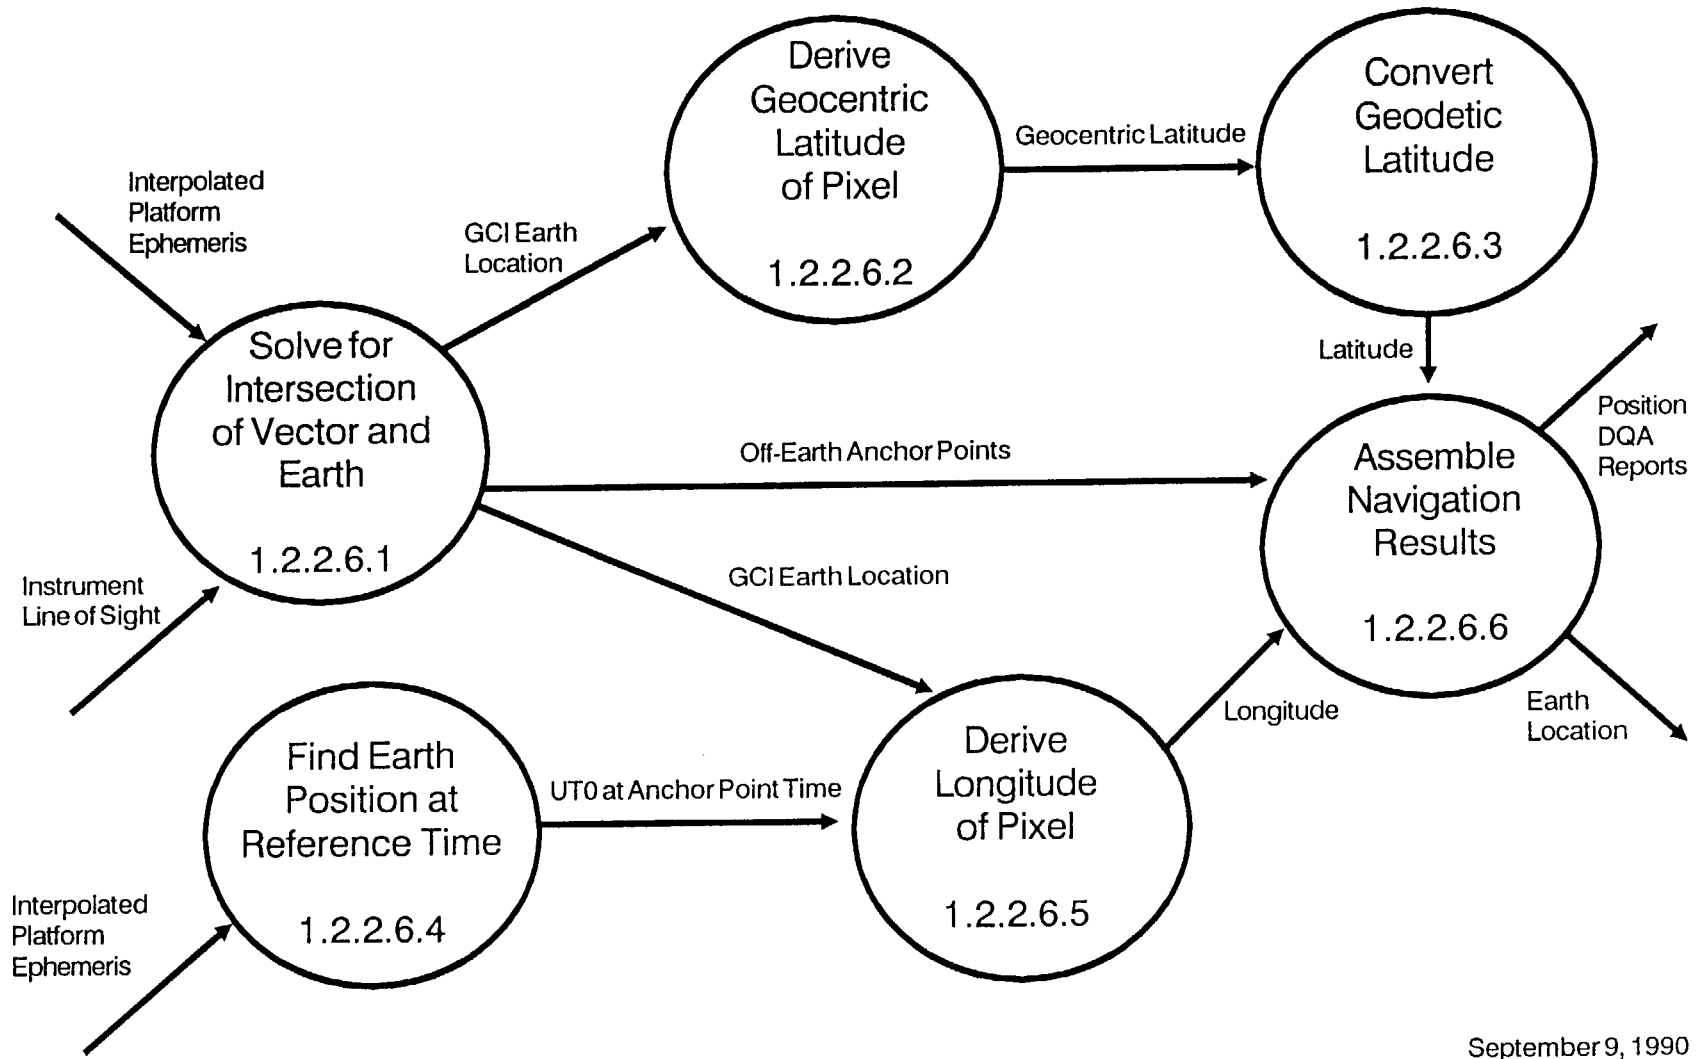 Derive
Geocentric
Latitude
of Pixel
1.2.2.6.2
Geocentric Latitude
Convert
Geodetic
Latitude
1.2.2.6.3
Interpolated
Platform
Ephemeris
GCI Earth
Location
Solve for
Intersection
of Vector and
Earth
1.2.2.6.1
Latitude
Off-Earth Anchor Points
Assemble
Navigation
Results
1.2.2.6.6
Position
DQA
Reports
Instrument
Line of Sight
GCI Earth Location
Longitude
Earth
Location
Find Earth
Position at
Reference Time
1.2.2.6.4
UT0 at Anchor Point Time
Derive
Longitude
of Pixel
1.2.2.6.5
Interpolated
Platform
Ephemeris
September 9, 1990